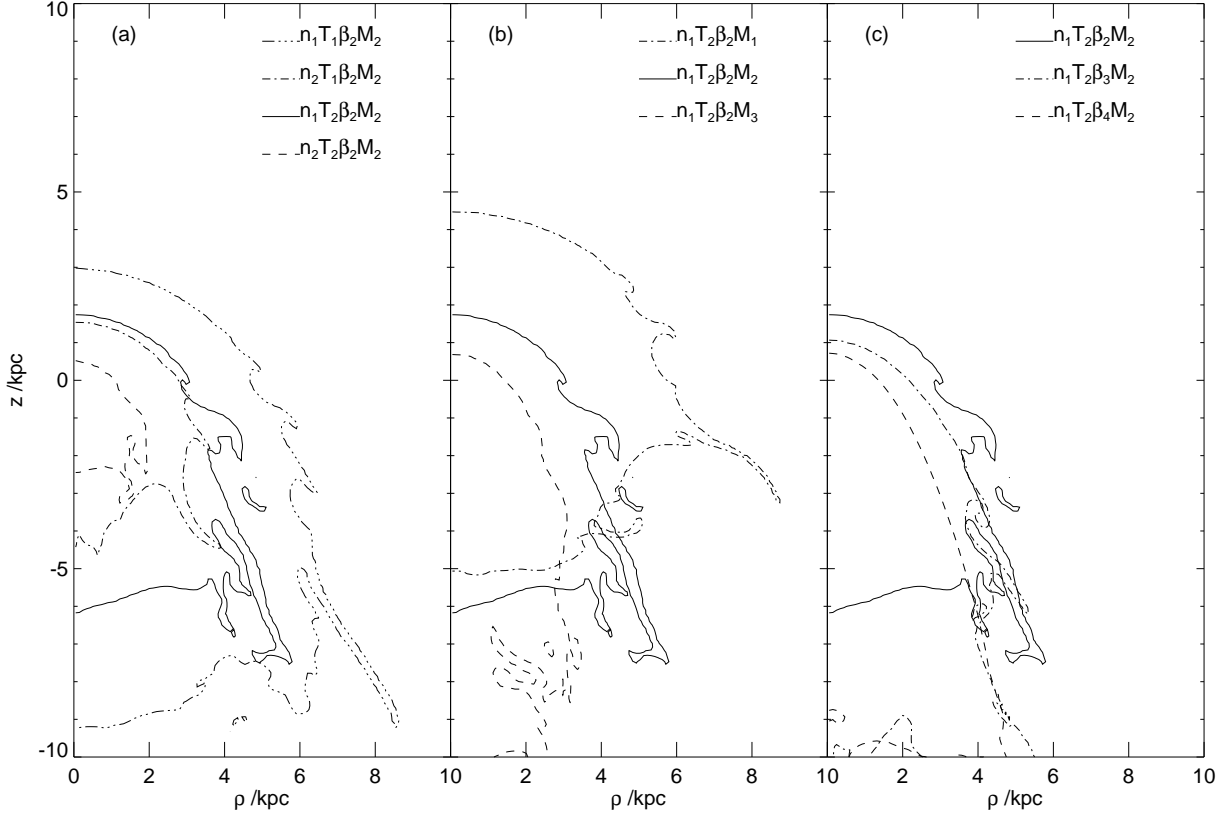 (a)
n₁T₁β₂M₂
n₂T₁β₂M₂
n₁T₂β₂M₂
n₂T₂β₂M₂
(b)
n₁T₂β₂M₁
n₁T₂β₂M₂
n₁T₂β₂M₃
(c)
n₁T₂β₂M₂
n₁T₂β₃M₂
n₁T₂β₄M₂
10
5
0
-5
-10
z /kpc
0 2 4 6 8 10 2 4 6 8 10 2 4 6 8 10
ρ /kpc ρ /kpc ρ /kpc